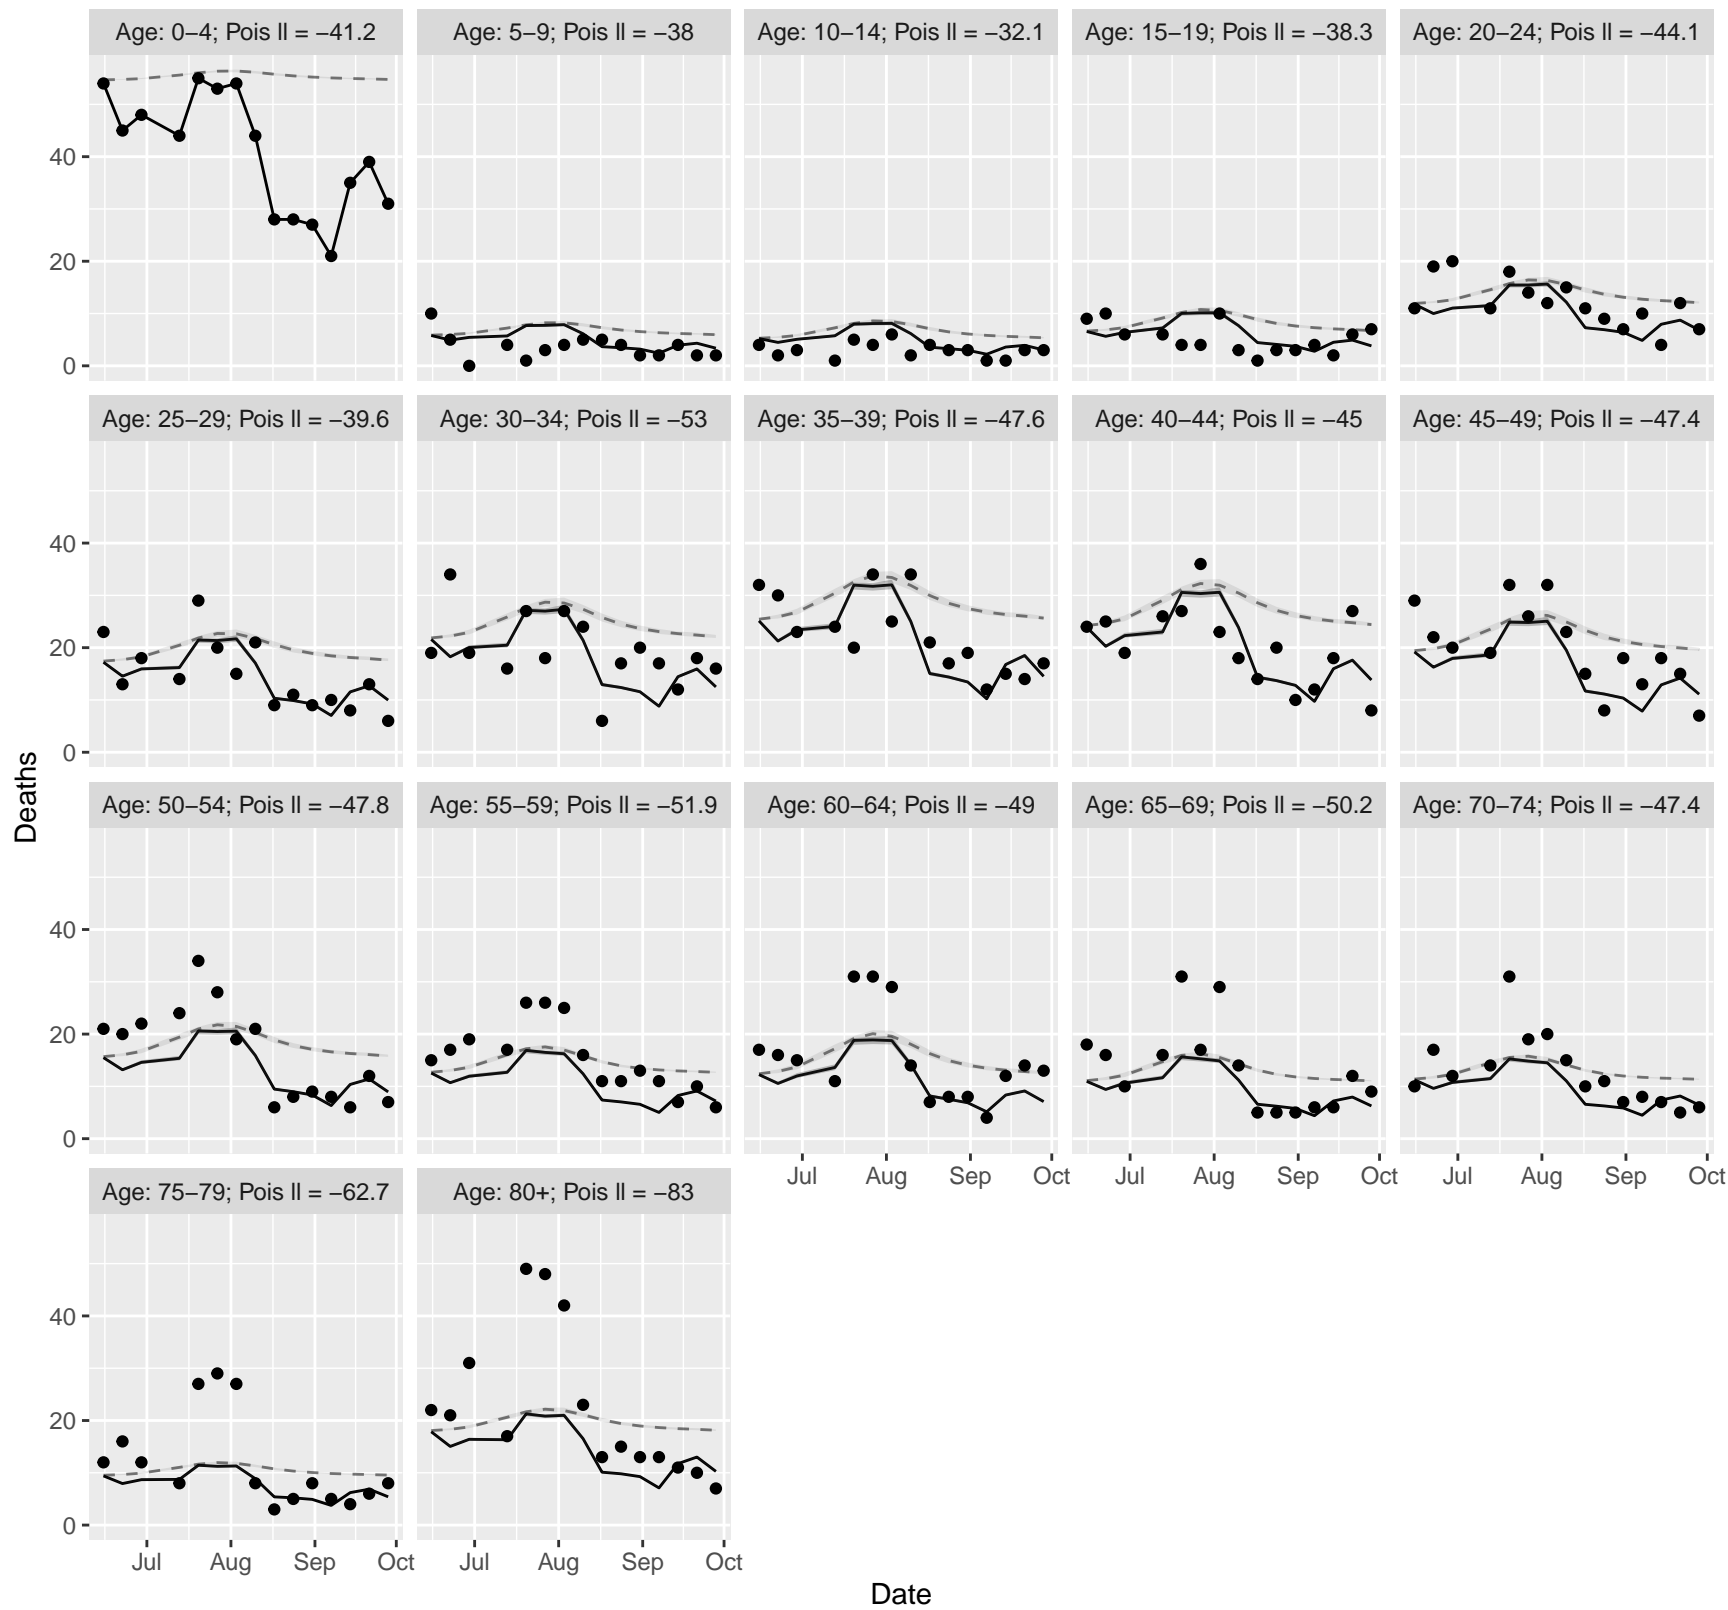 Age: 0−4; Pois ll = −41.2
Age: 5−9; Pois ll = −38
Age: 10−14; Pois ll = −32.1
Age: 15−19; Pois ll = −38.3
Age: 20−24; Pois ll = −44.1
40
20
0
Age: 25−29; Pois ll = −39.6
Age: 30−34; Pois ll = −53
Age: 35−39; Pois ll = −47.6
Age: 40−44; Pois ll = −45
Age: 45−49; Pois ll = −47.4
40
20
0
Deaths
Age: 50−54; Pois ll = −47.8
Age: 55−59; Pois ll = −51.9
Age: 60−64; Pois ll = −49
Age: 65−69; Pois ll = −50.2
Age: 70−74; Pois ll = −47.4
40
20
0
Jul Aug Sep Oct
Jul Aug Sep Oct
Jul Aug Sep Oct
Age: 75−79; Pois ll = −62.7
Age: 80+; Pois ll = −83
40
20
0
Jul Aug Sep Oct
Jul Aug Sep Oct
Date